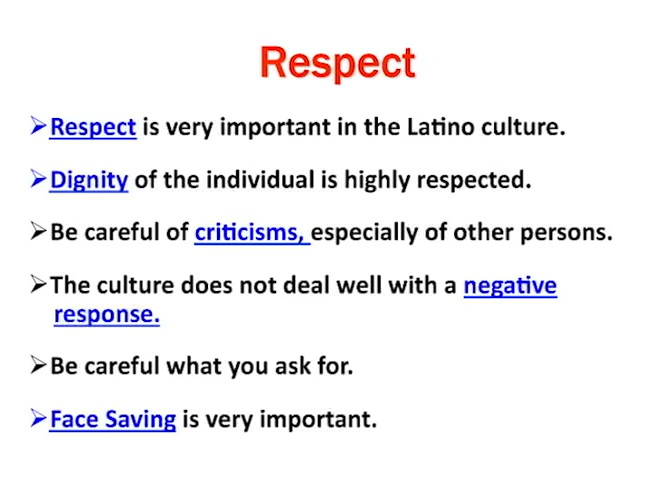 Respect
➢Respect is very important in the Latino culture.
➢Dignity of the individual is highly respected.
➢Be careful of criticisms, especially of other persons.
➢The culture does not deal well with a negative
response.
➢Be careful what you ask for.
➢Face Saving is very important.